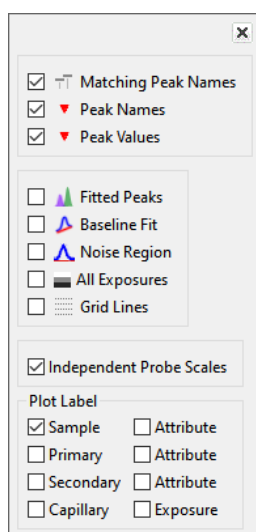 Matching Peak Names
Peak Names
Peak Values
Fitted Peaks
Baseline Fit
Noise Region
All Exposures
Grid Lines
Independent Probe Scales
Plot Label
Sample Attribute
Primary Attribute
Secondary Attribute
Capillary Exposure